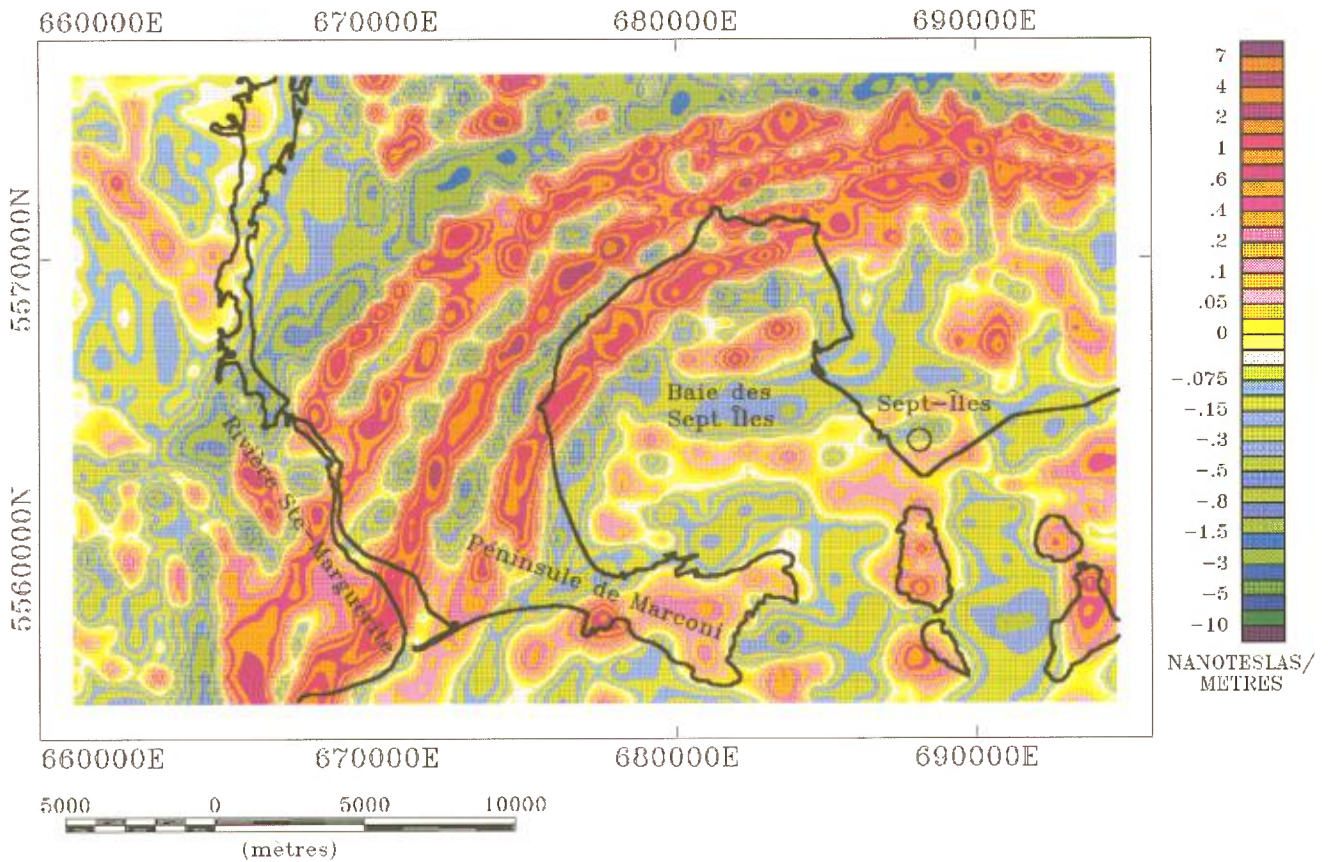 660000E 670000E 680000E 690000E
5570000N
5560000N
Baie des
Sept Îles
Sept-Îles
Rivière Ste-Marguerite
Péninsule de Marconi
7
4
2
1
.6
.4
.2
.1
.05
0
-.075
-.15
-.3
-.5
-.8
-1.5
-3
-5
-10
NANOTESLAS/
METRES
660000E 670000E 680000E 690000E
5000 0 5000 10000
(mètres)